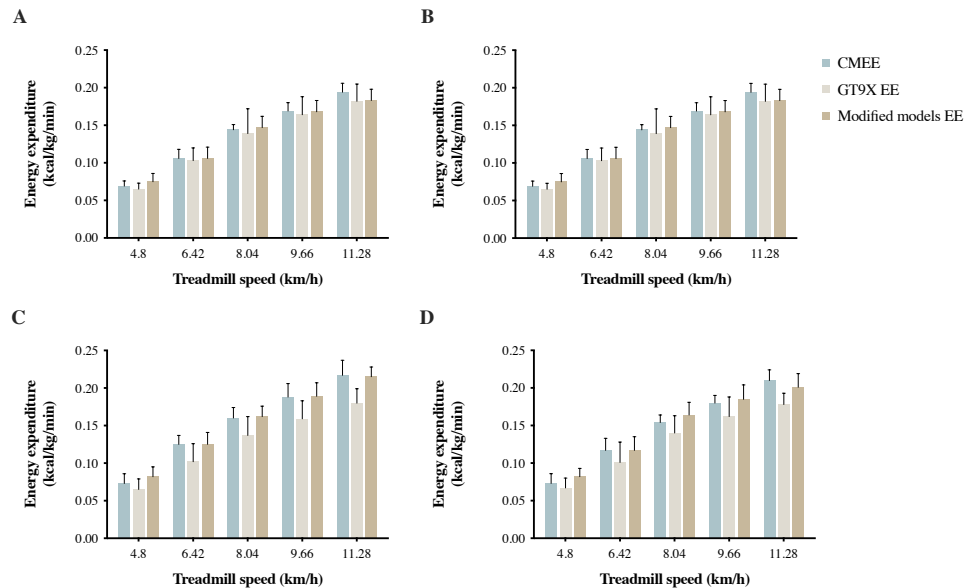 A
Energy expenditure
(kcal/kg/min)
0.25
0.20
0.15
0.10
0.05
0.00
4.8 6.42 8.04 9.66 11.28
Treadmill speed (km/h)
B
Energy expenditure
(kcal/kg/min)
0.25
0.20
0.15
0.10
0.05
0.00
4.8 6.42 8.04 9.66 11.28
Treadmill speed (km/h)
CMEE
GT9X EE
Modified models EE
C
Energy expenditure
(kcal/kg/min)
0.25
0.20
0.15
0.10
0.05
0.00
4.8 6.42 8.04 9.66 11.28
Treadmill speed (km/h)
D
Energy expenditure
(kcal/kg/min)
0.25
0.20
0.15
0.10
0.05
0.00
4.8 6.42 8.04 9.66 11.28
Treadmill speed (km/h)